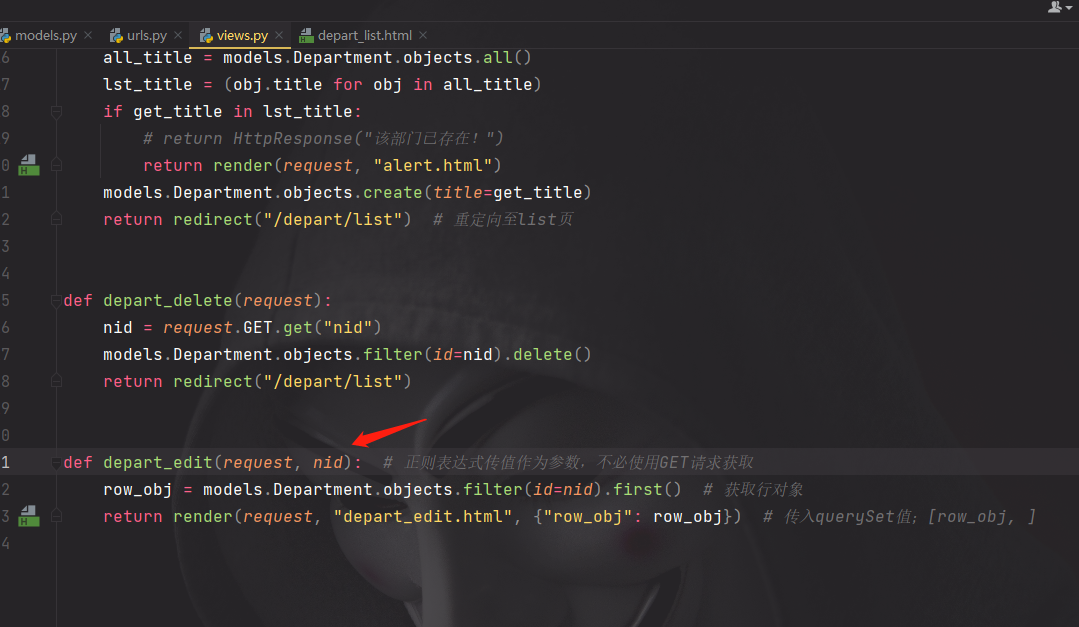 models.py urls.py views.py depart_list.html
6 all_title = models.Department.objects.all()
7 lst_title = (obj.title for obj in all_title)
8 if get_title in lst_title:
9 # return HttpResponse("该部门已存在！")
0 return render(request, "alert.html")
1 models.Department.objects.create(title=get_title)
2 return redirect("/depart/list") # 重定向至list页
3
4
5 def depart_delete(request):
6 nid = request.GET.get("nid")
7 models.Department.objects.filter(id=nid).delete()
8 return redirect("/depart/list")
9
0
1 def depart_edit(request, nid): # 正则表达式传值作为参数，不必使用GET请求获取
2 row_obj = models.Department.objects.filter(id=nid).first() # 获取行对象
3 return render(request, "depart_edit.html", {"row_obj": row_obj}) # 传入querySet值；[row_obj, ]
4